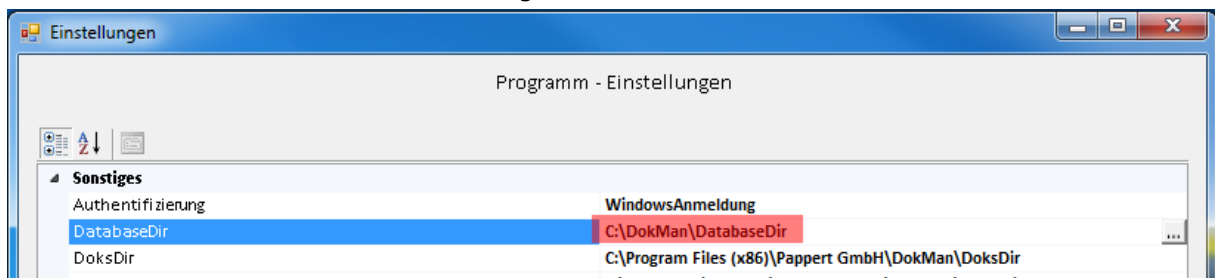 Einstellungen
Programm - Einstellungen
A
Z
Sonstiges
Authentifizierung WindowsAnmeldung
DatabaseDir C:\DokMan\DatabaseDir ...
DoksDir C:\Program Files (x86)\Pappert GmbH\DokMan\DoksDir